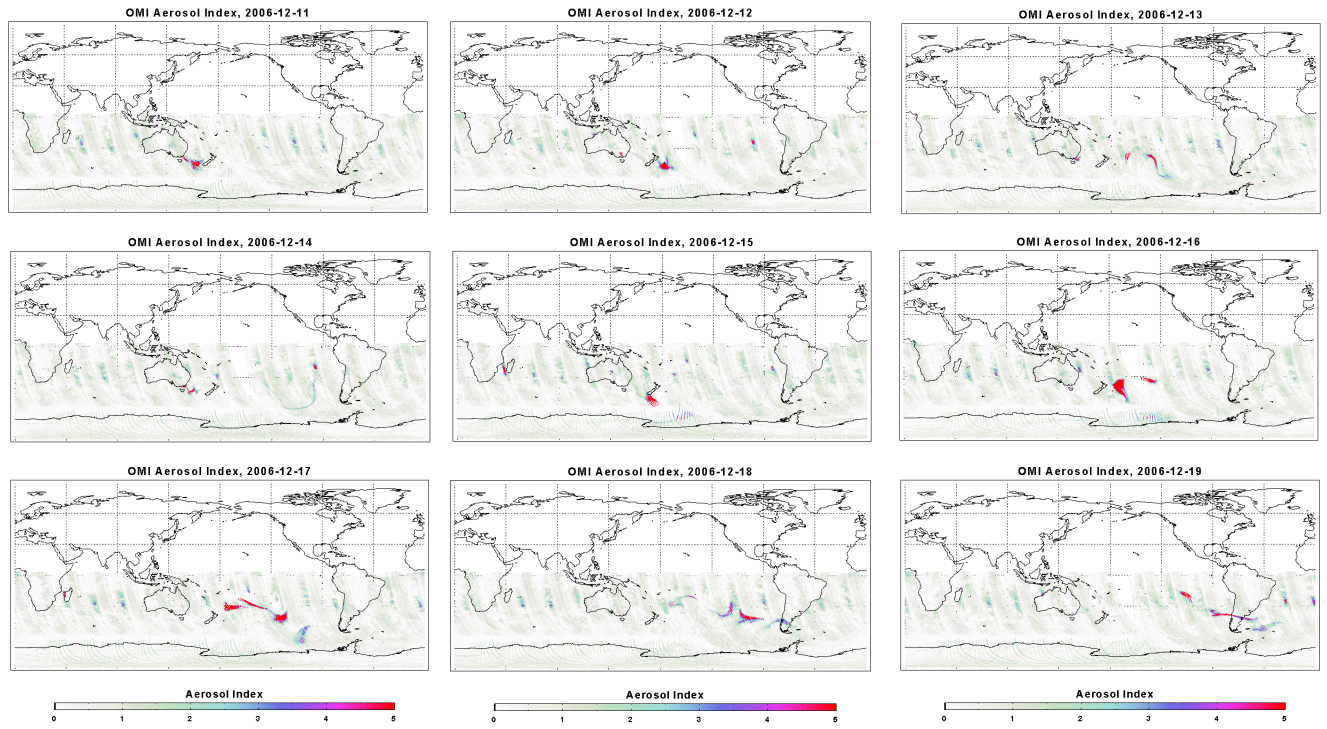 OMI Aerosol Index, 2006-12-11
OMI Aerosol Index, 2006-12-12
OMI Aerosol Index, 2006-12-13
OMI Aerosol Index, 2006-12-14
OMI Aerosol Index, 2006-12-15
OMI Aerosol Index, 2006-12-16
OMI Aerosol Index, 2006-12-17
OMI Aerosol Index, 2006-12-18
OMI Aerosol Index, 2006-12-19
Aerosol Index
0 1 2 3 4 5
Aerosol Index
0 1 2 3 4 5
Aerosol Index
0 1 2 3 4 5